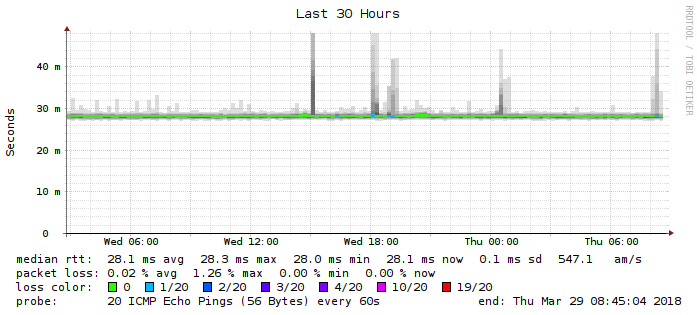 Last 30 Hours
RRDTOOL / TOBI OETIKER
Seconds
40 m
30 m
20 m
10 m
0
Wed 06:00 Wed 12:00 Wed 18:00 Thu 00:00 Thu 06:00
median rtt: 28.1 ms avg 28.3 ms max 28.0 ms min 28.1 ms now 0.1 ms sd 547.1 am/s
packet loss: 0.02 % avg 1.26 % max 0.00 % min 0.00 % now
loss color: 0 1/20 2/20 3/20 4/20 10/20 19/20
probe: 20 ICMP Echo Pings (56 Bytes) every 60s end: Thu Mar 29 08:45:04 2018